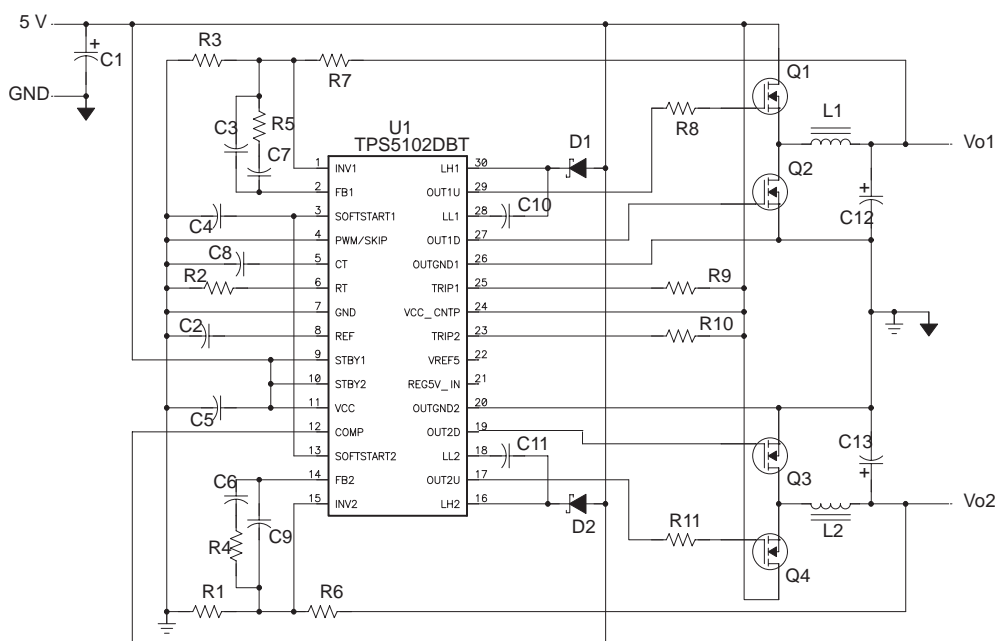 5 V
C1
GND
R3
R7
C3
R5
C7
U1
TPS5102DBT
D1
R8
Q1
L1
Vo1
Q2
C12
1 INV1 LH1 30
2 FB1 OUT1U 29
3 SOFTSTART1 LL1 28 C10
4 PWM/SKIP OUT1D 27
5 CT OUTGND1 26
6 RT TRIP1 25
7 GND VCC_CNTP 24
8 REF TRIP2 23
9 STBY1 VREF5 22
10 STBY2 REG5V_IN 21
11 VCC OUTGND2 20
12 COMP OUT2D 19
13 SOFTSTART2 LL2 18 C11
14 FB2 OUT2U 17
15 INV2 LH2 16
C4
C8
R2
C2
C5
R9
R10
C13
Q3
C6
R4
C9
D2
R11
L2
Vo2
Q4
R1
R6